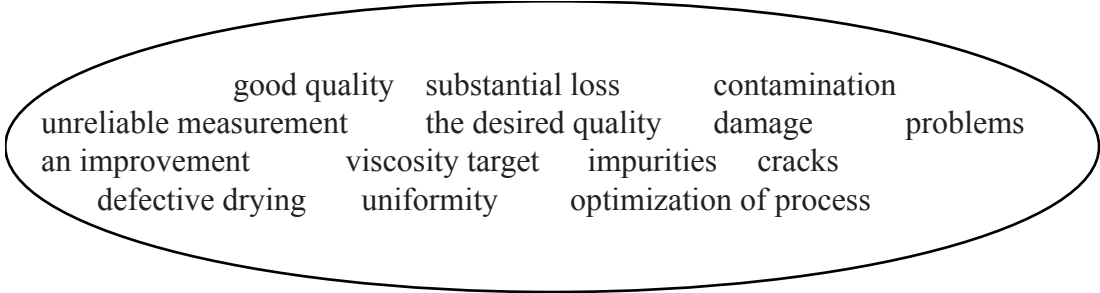 good quality substantial loss contamination
unreliable measurement the desired quality damage problems
an improvement viscosity target impurities cracks
defective drying uniformity optimization of process